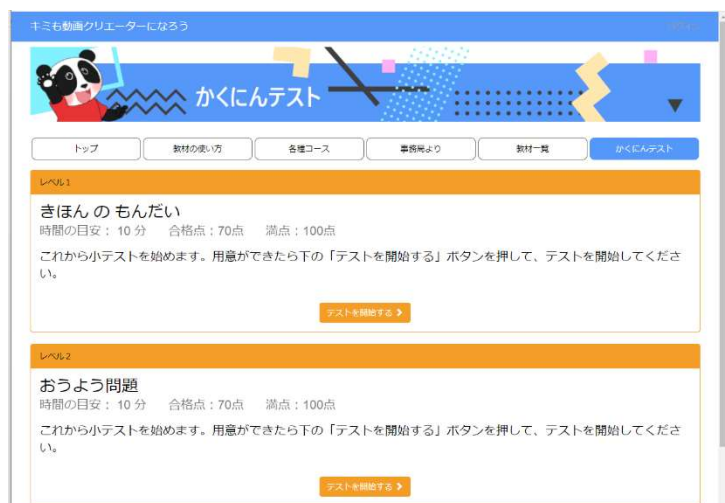 キミも動画クリエーターになろう
かくにんテスト
トップ
教材の使い方
各種コース
事務局より
教材一覧
かくにんテスト
レベル1
きほん の もんだい
時間の目安： 10 分 合格点：70点 満点：100点
これから小テストを始めます。用意ができたら下の「テストを開始する」ボタンを押して、テストを開始してくださ
い。
テストを開始する
レベル2
おうよう問題
時間の目安： 10 分 合格点：70点 満点：100点
これから小テストを始めます。用意ができたら下の「テストを開始する」ボタンを押して、テストを開始してくださ
い。
テストを開始する